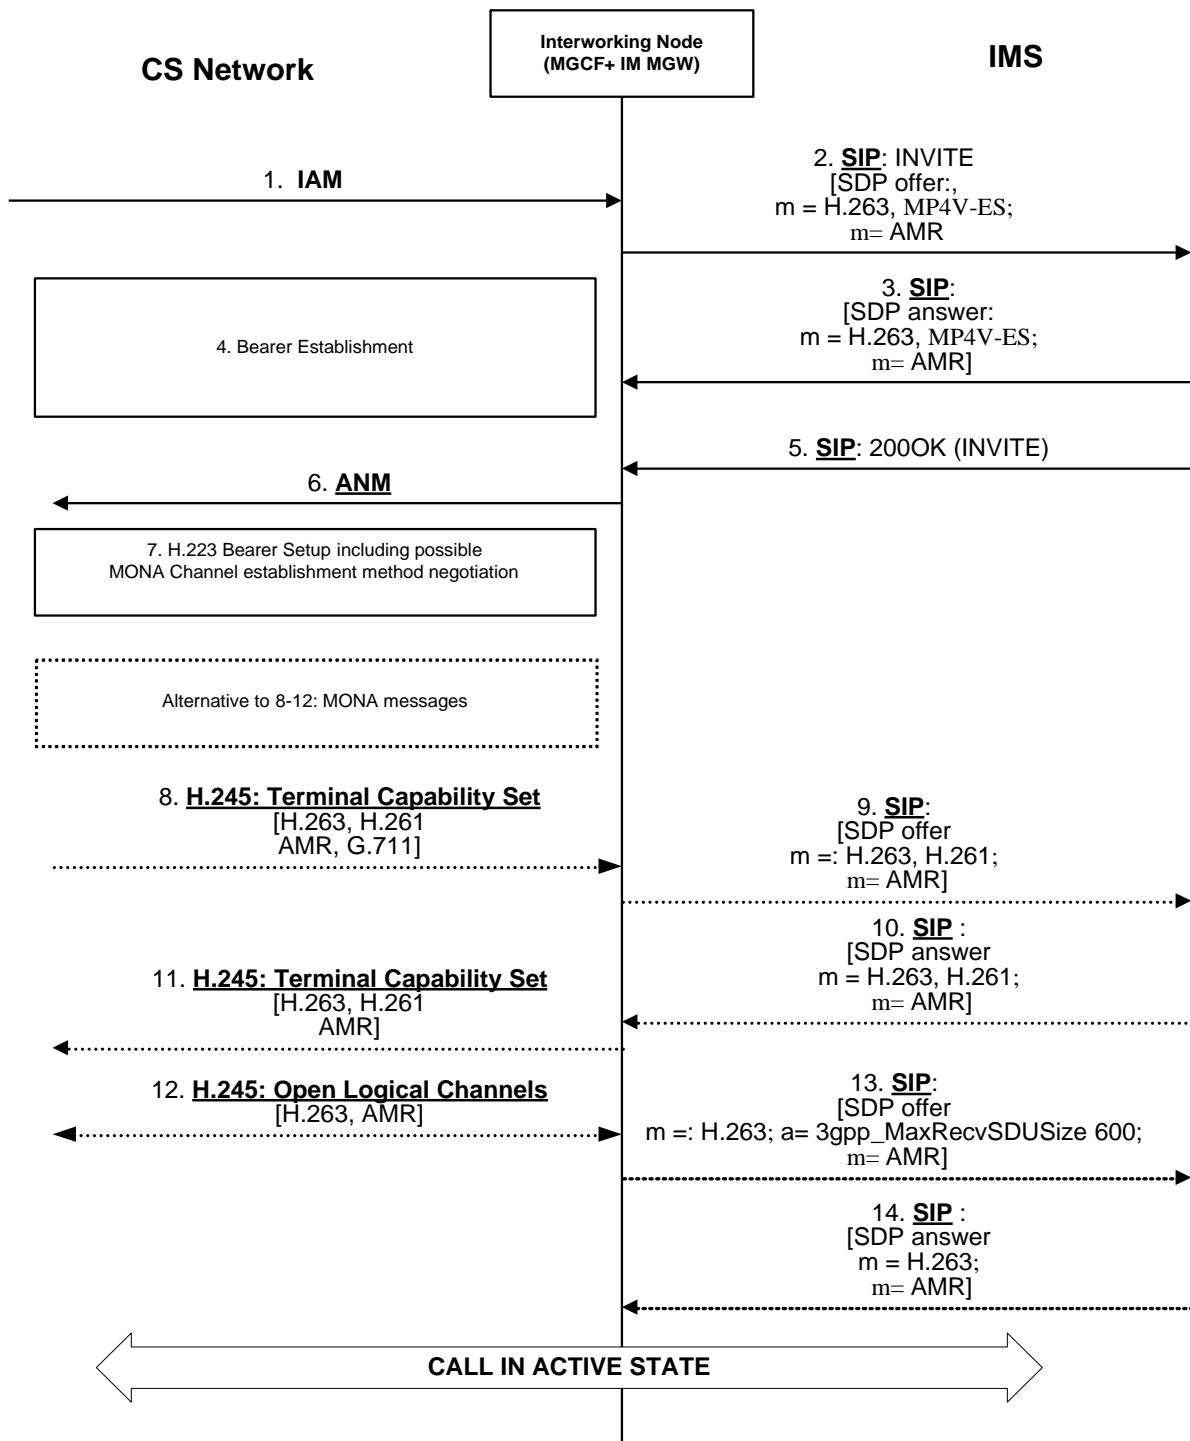 Interworking Node
(MGCF+ IM MGW)
CS Network
IMS
1. IAM
2. SIP: INVITE
[SDP offer:,
m = H.263, MP4V-ES;
m= AMR
3. SIP:
[SDP answer:
m = H.263, MP4V-ES;
m= AMR]
4. Bearer Establishment
5. SIP: 200OK (INVITE)
6. ANM
7. H.223 Bearer Setup including possible
MONA Channel establishment method negotiation
Alternative to 8-12: MONA messages
8. H.245: Terminal Capability Set
[H.263, H.261
AMR, G.711]
9. SIP:
[SDP offer
m =: H.263, H.261;
m= AMR]
10. SIP :
[SDP answer
m = H.263, H.261;
m= AMR]
11. H.245: Terminal Capability Set
[H.263, H.261
AMR]
12. H.245: Open Logical Channels
[H.263, AMR]
13. SIP:
[SDP offer
m =: H.263; a= 3gpp_MaxRecvSDUSize 600;
m= AMR]
14. SIP :
[SDP answer
m = H.263;
m= AMR]
CALL IN ACTIVE STATE